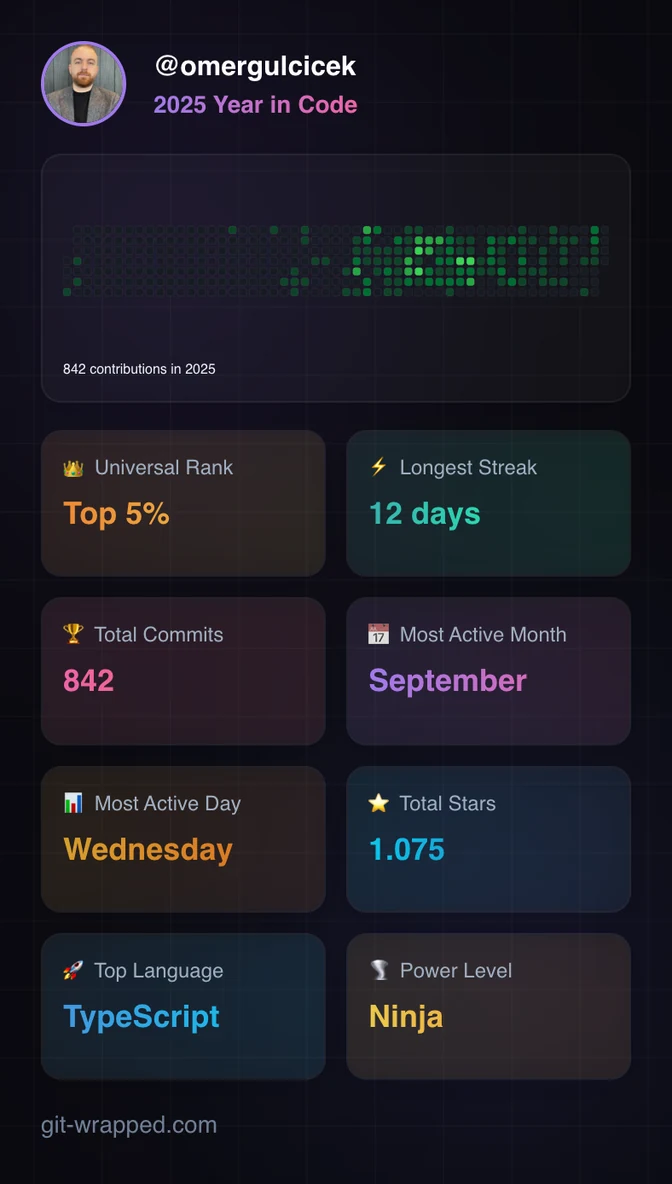 @omergulcicek
2025 Year in Code
842 contributions in 2025
Universal Rank
Top 5%
Longest Streak
12 days
Total Commits
842
17
Most Active Month
September
Most Active Day
Wednesday
Total Stars
1.075
Top Language
TypeScript
Power Level
Ninja
git-wrapped.com